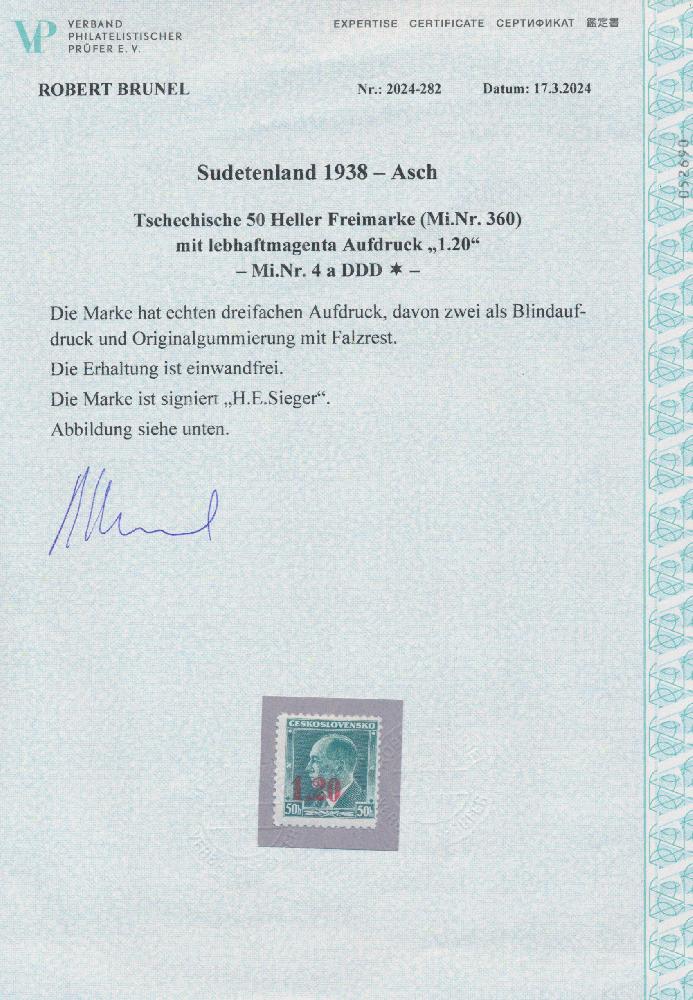 VP
VERBAND
PHILATELISTISCHER
PRÜFER E. V.
EXPERTISE CERTIFICATE СЕРТИФИКАТ 鑑定書
ROBERT BRUNEL
Nr.: 2024-282
Datum: 17.3.2024
052690
Sudetenland 1938 – Asch
Tschechische 50 Heller Freimarke (Mi.Nr. 360)
mit lebhaftmagenta Aufdruck „1.20“
– Mi.Nr. 4 a DDD ✶ –
Die Marke hat echten dreifachen Aufdruck, davon zwei als Blindauf-
druck und Originalgummierung mit Falzrest.
Die Erhaltung ist einwandfrei.
Die Marke ist signiert „H.E.Sieger“.
Abbildung siehe unten.
ČESKOSLOVENSKO
1.20
50h 50h